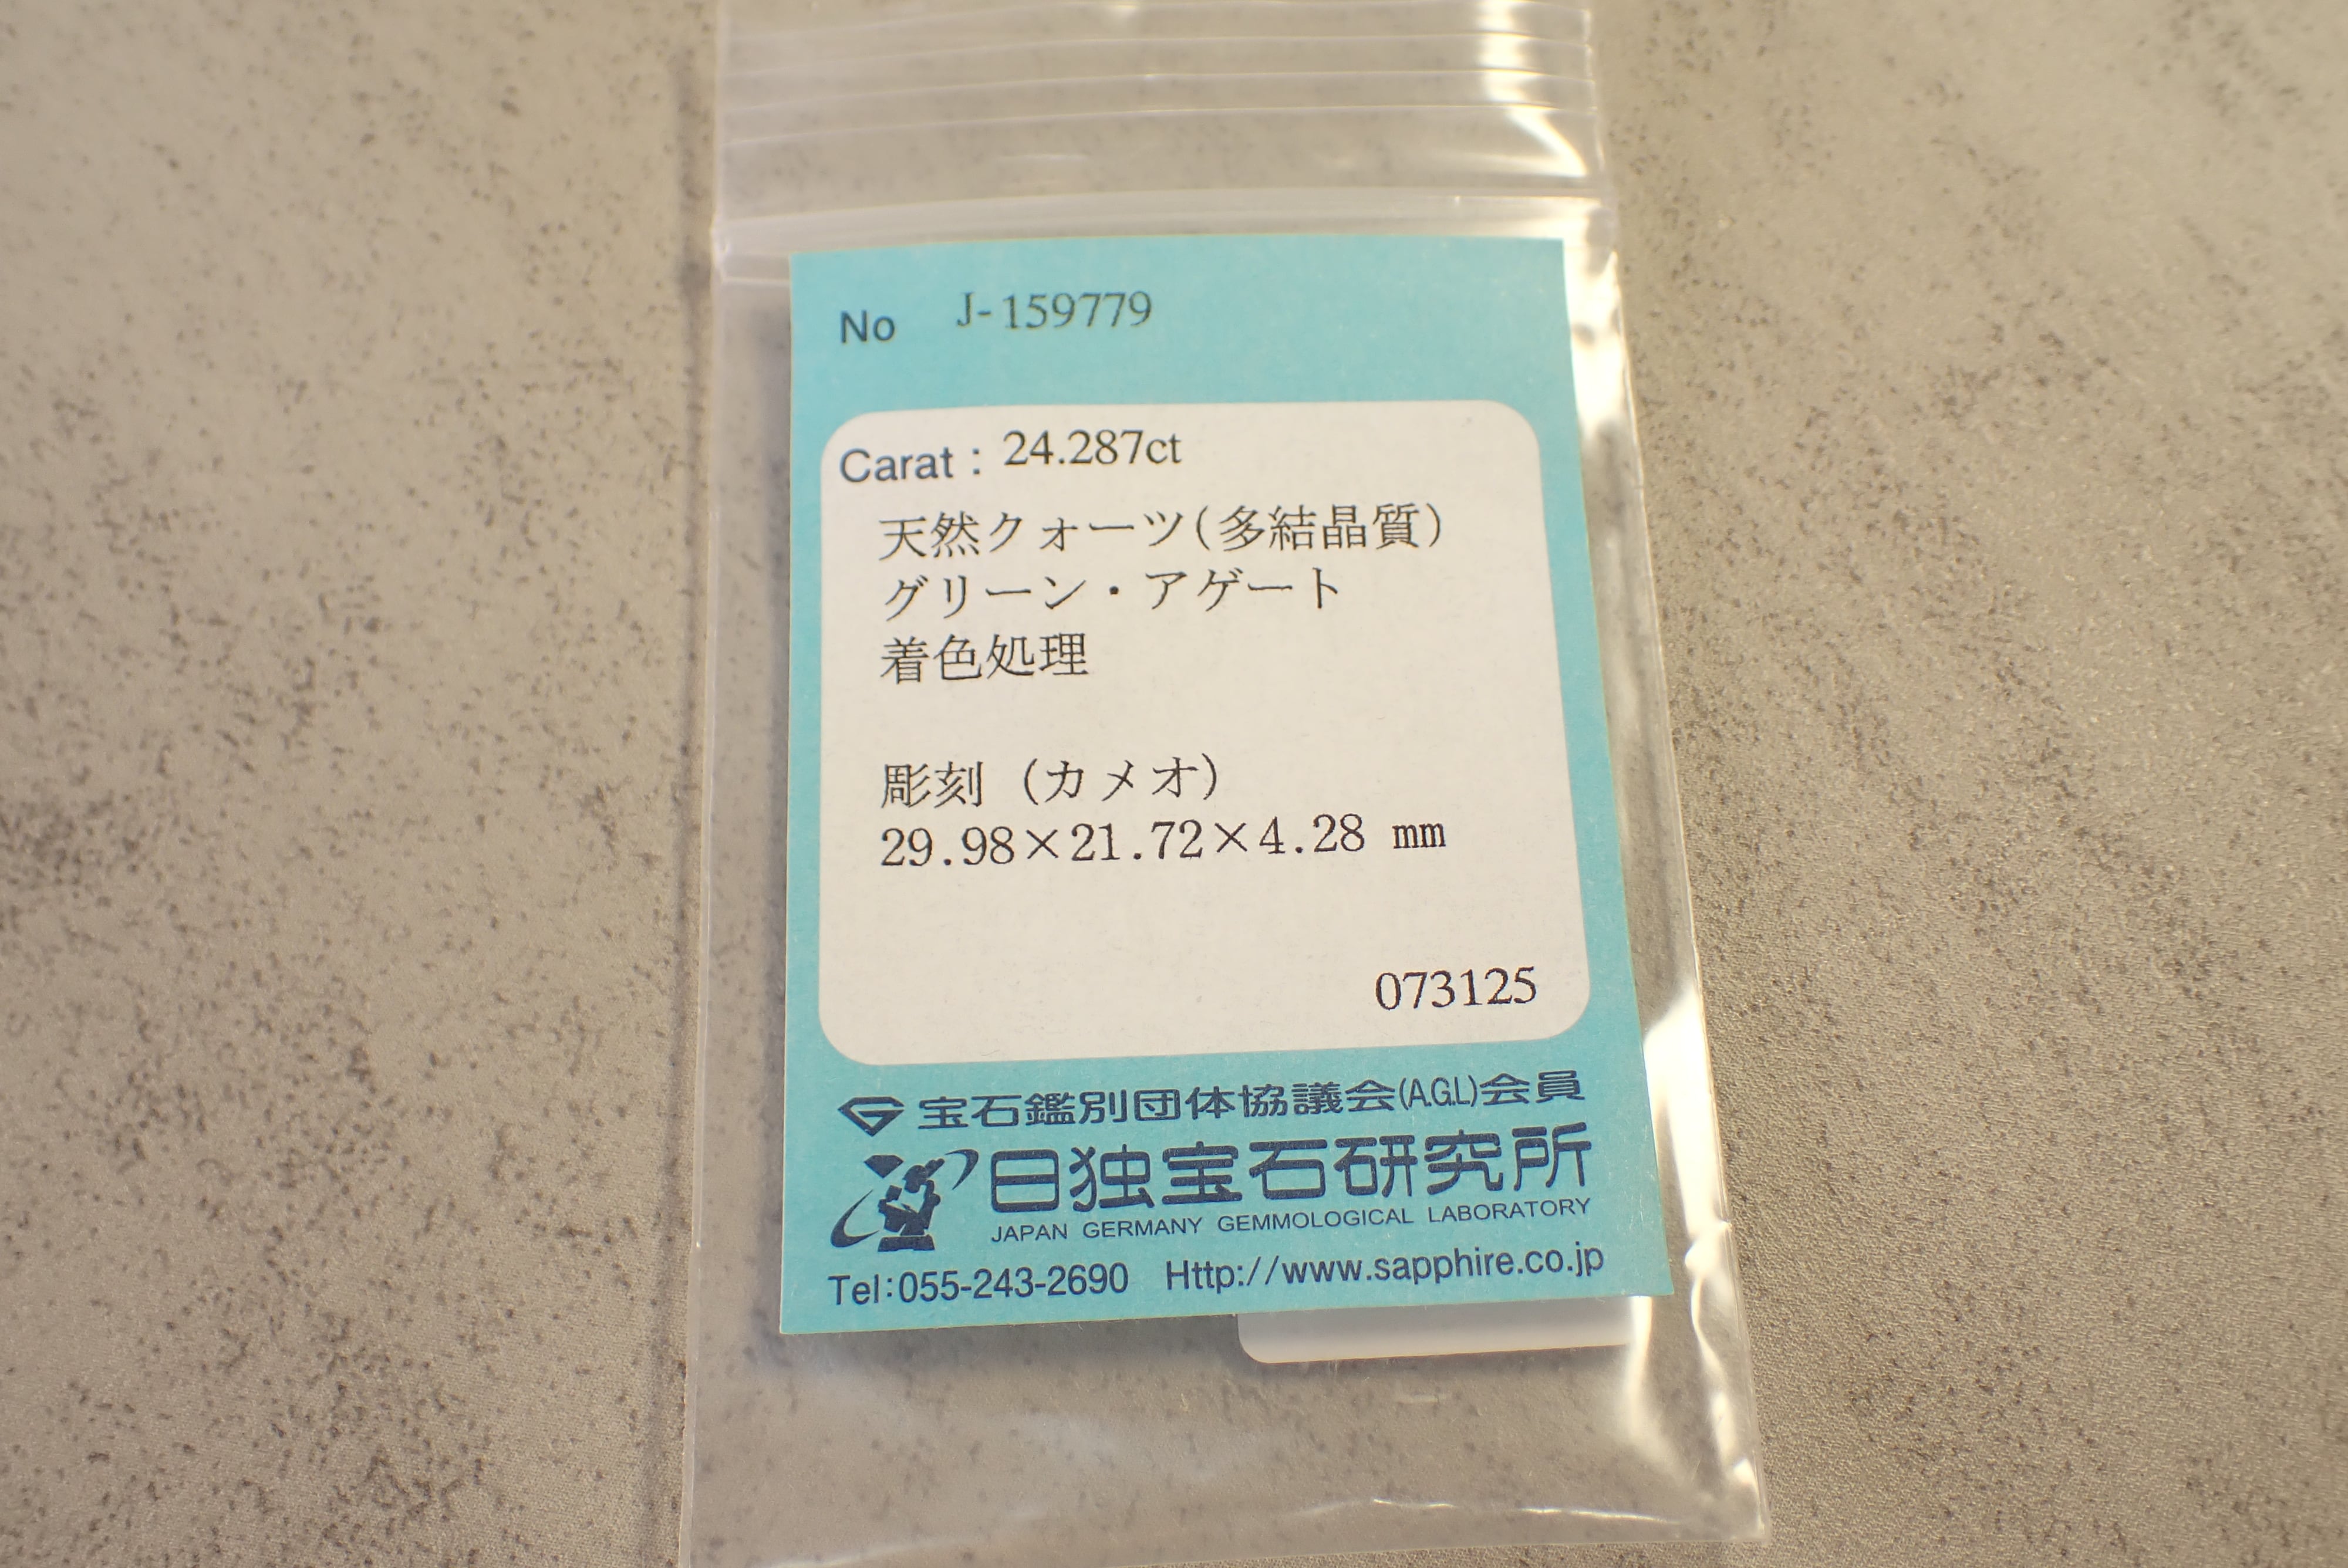 No J-159779
Carat : 24.287ct
天然クォーツ(多結晶質)
グリーン・アゲート
着色処理
彫刻 (カメオ)
29.98×21.72×4.28 mm
073125
宝石鑑別団体協議会(A.G.L)会員
日独宝石研究所
JAPAN GERMANY GEMMOLOGICAL LABORATORY
Tel:055-243-2690 Http://www.sapphire.co.jp